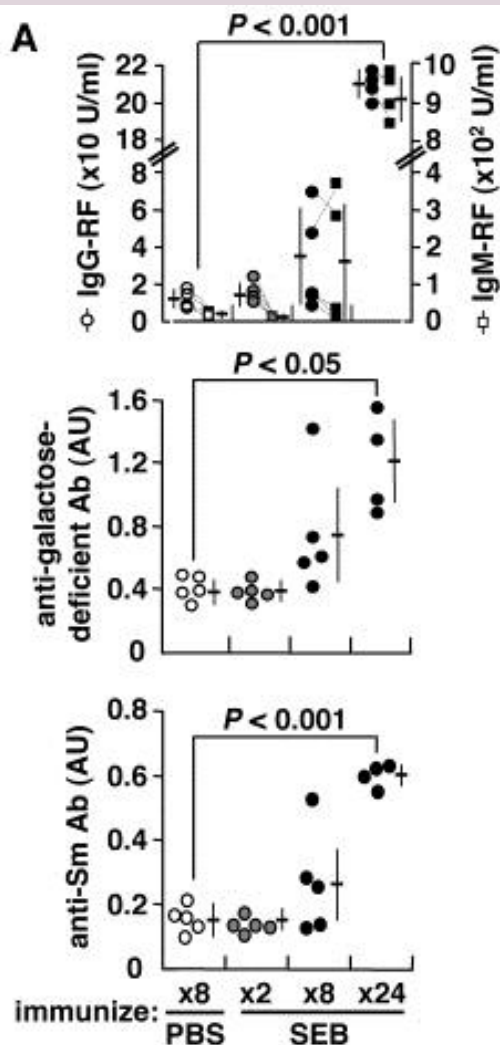 A
P < 0.001
IgG-RF (x10 U/ml)
22
20
18
8
6
4
2
0
10
9
8
4
3
2
1
0
IgM-RF (x10² U/ml)
P < 0.05
anti-galactose-
deficient Ab (AU)
1.6
1.2
0.8
0.4
0
P < 0.001
anti-Sm Ab (AU)
0.8
0.6
0.4
0.2
0
immunize: x8 x2 x8 x24
PBS SEB